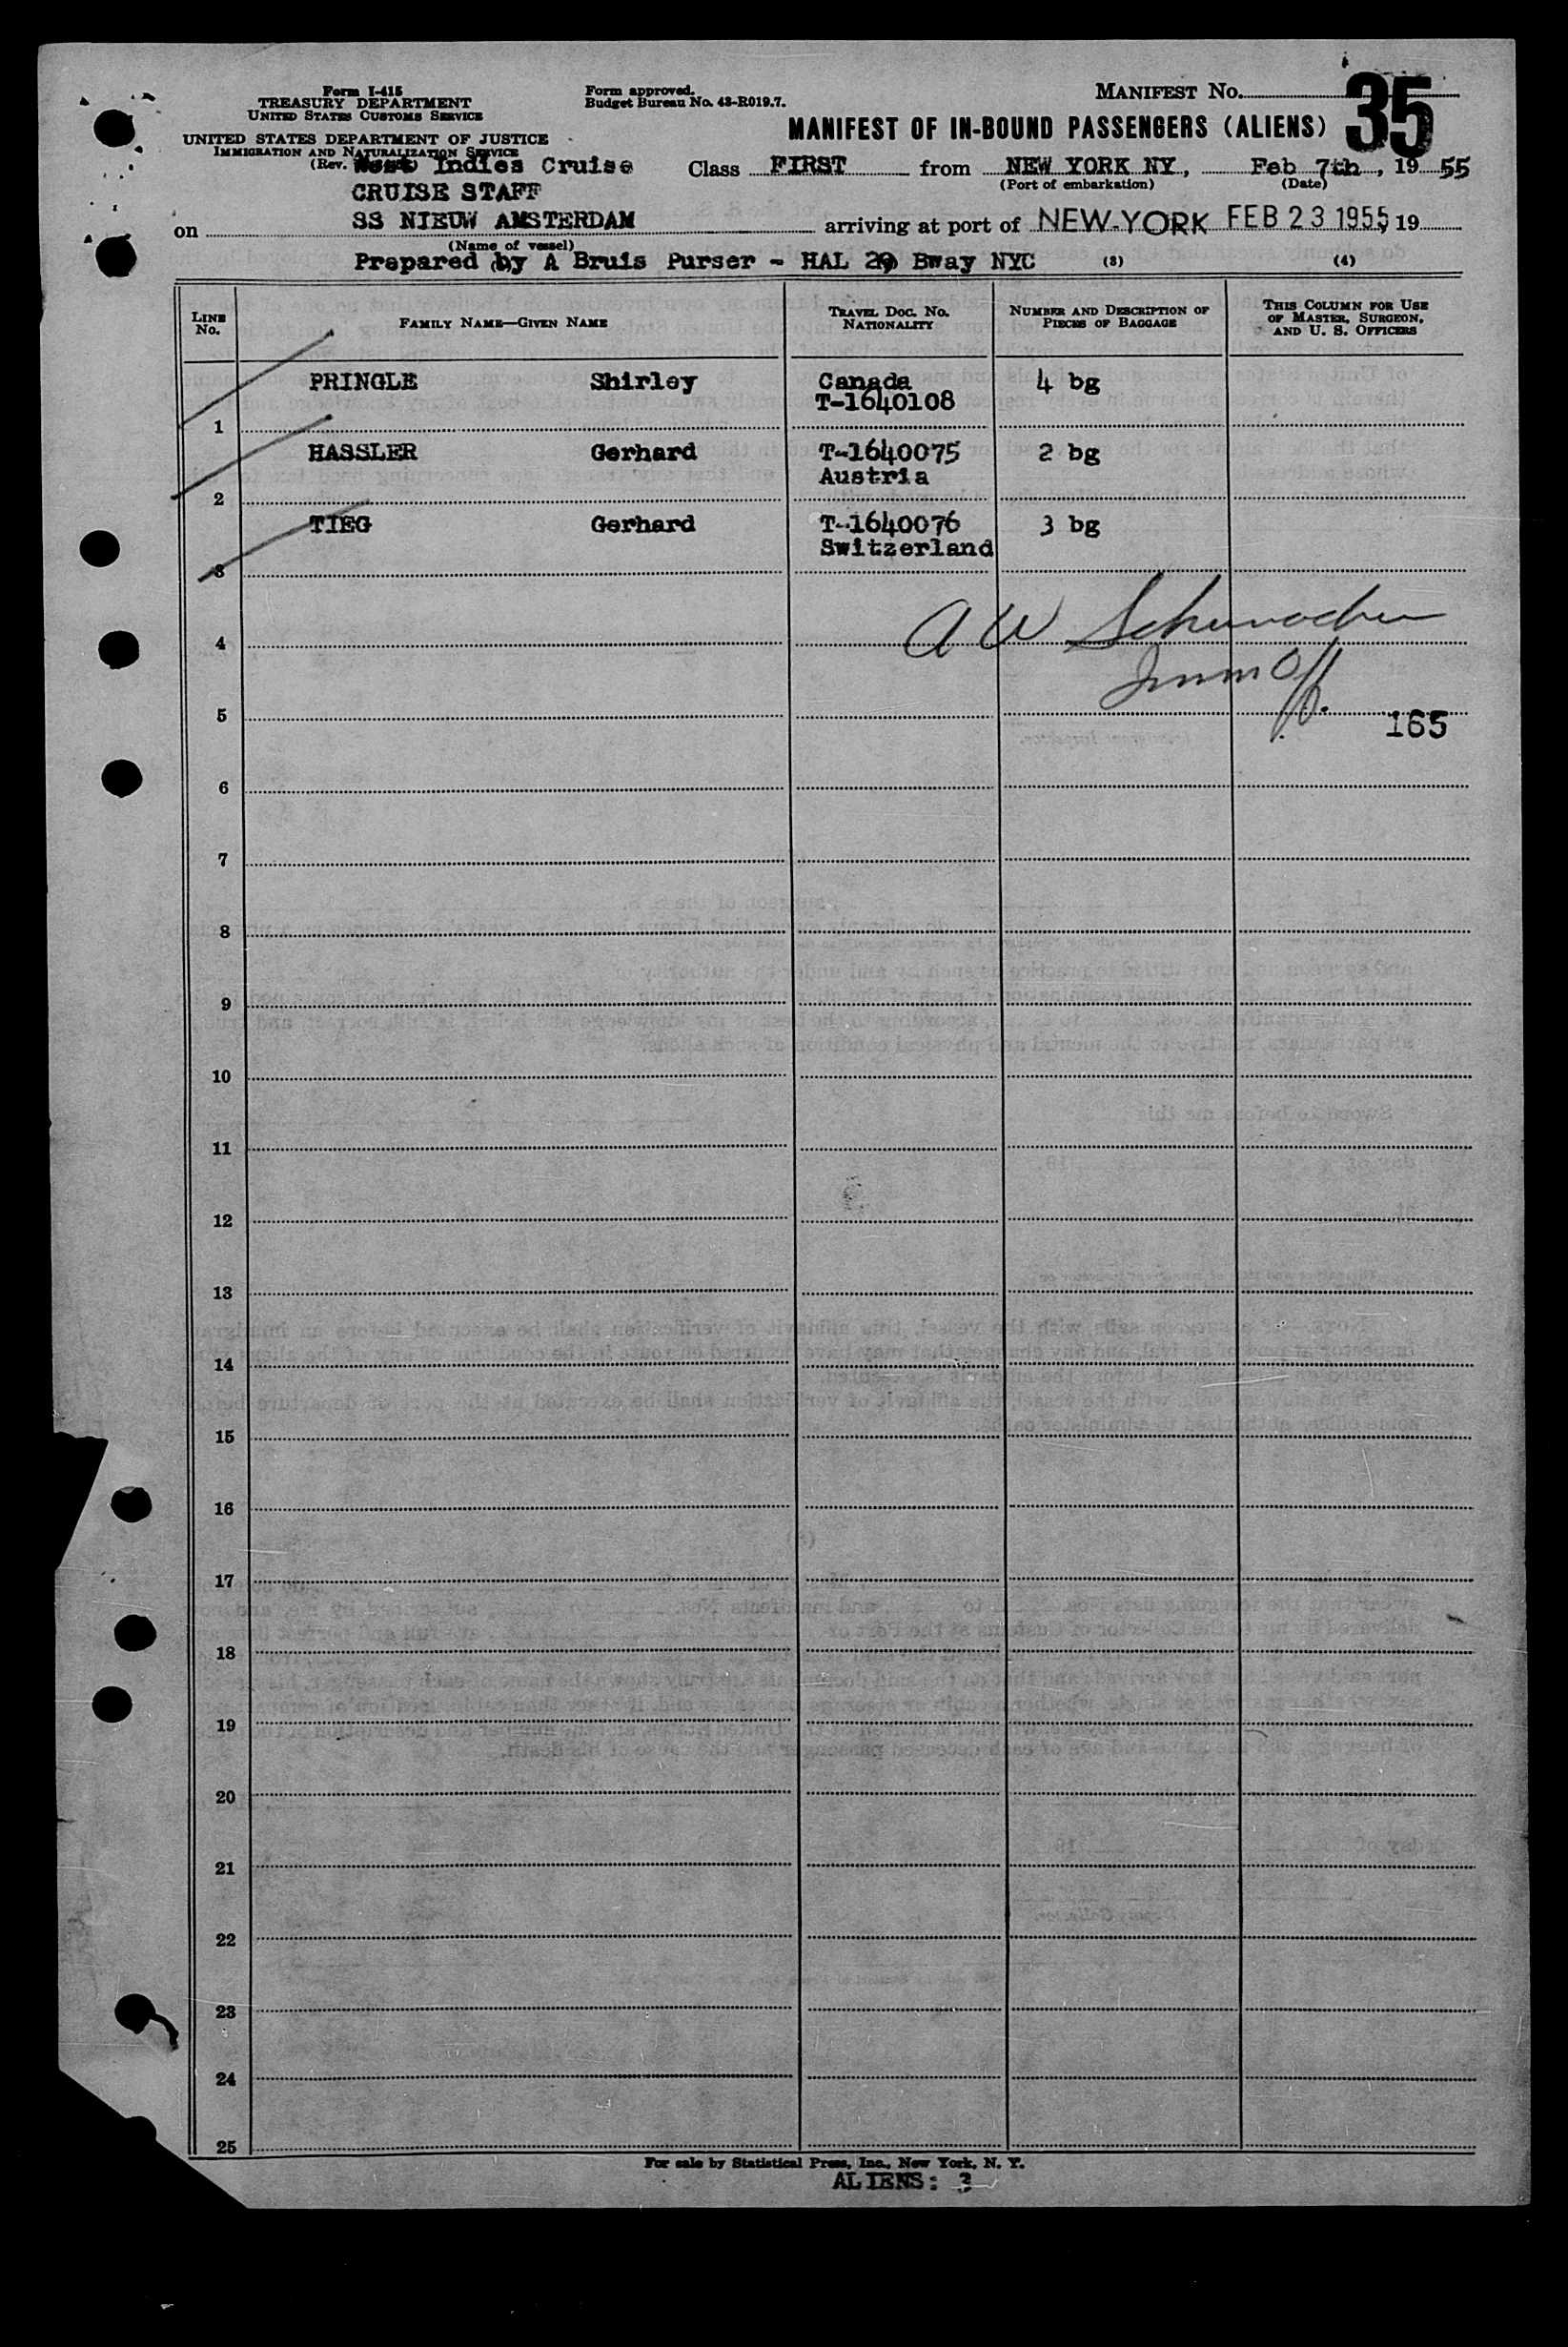 Form I-415
TREASURY DEPARTMENT
UNITED STATES CUSTOMS SERVICE
UNITED STATES DEPARTMENT OF JUSTICE
IMMIGRATION AND NATURALIZATION SERVICE
(Rev.
Form approved.
Budget Bureau No. 43-R019.7.
MANIFEST No. 35
MANIFEST OF IN-BOUND PASSENGERS (ALIENS)
West Indies Cruise Class FIRST from NEW YORK NY, Feb 7th, 19 55
(Port of embarkation) (Date)
CRUISE STAFF
on SS NIEUW AMSTERDAM arriving at port of NEW YORK FEB 23 1955, 19
(Name of vessel)
Prepared by A Bruis Purser - HAL 29 Bway NYC (3) (4)
LINE No. FAMILY NAME—GIVEN NAME TRAVEL DOC. No. NATIONALITY NUMBER AND DESCRIPTION OF PIECES OF BAGGAGE THIS COLUMN FOR USE OF MASTER, SURGEON, AND U. S. OFFICERS
PRINGLE Shirley Canada 4 bg
T-1640108
1
HASSLER Gerhard T-1640075 2 bg
Austria
2
TIEG Gerhard T-1640076 3 bg
Switzerland
3
A W Schumacher
4
Imm Off.
5
165
6
7
8
9
10
11
12
13
14
15
16
17
18
19
20
21
22
23
24
25
For sale by Statistical Press, Inc., New York, N. Y.
ALIENS: 3